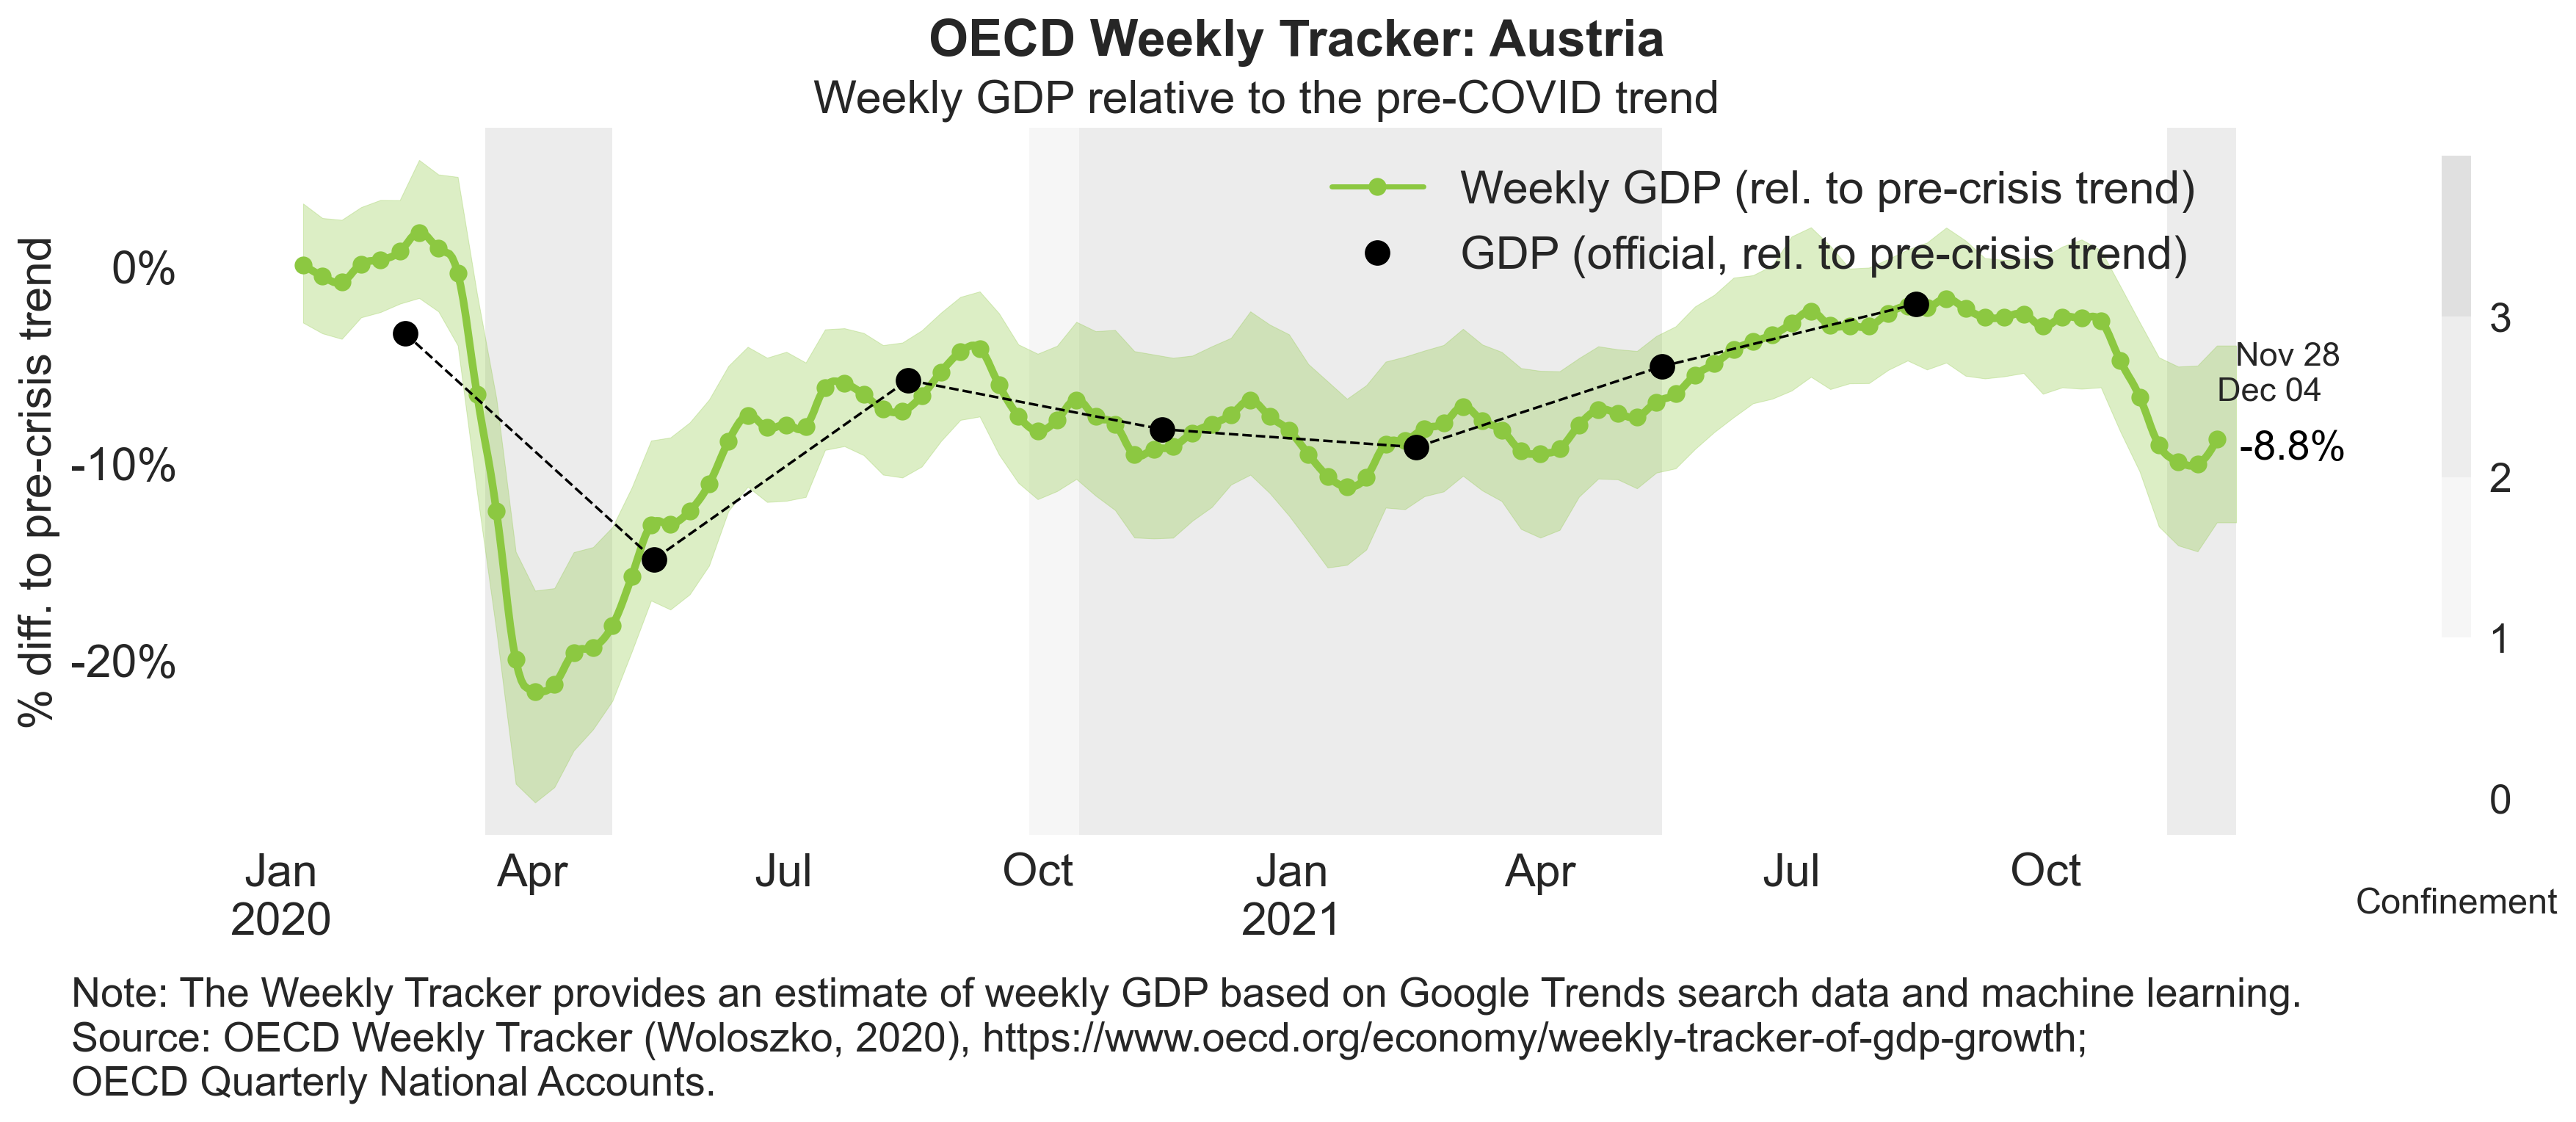 OECD Weekly Tracker: Austria
Weekly GDP relative to the pre-COVID trend
% diff. to pre-crisis trend
0%
-10%
-20%
Weekly GDP (rel. to pre-crisis trend)
GDP (official, rel. to pre-crisis trend)
Nov 28
Dec 04
-8.8%
3
2
1
0
Confinement
Jan Apr Jul Oct Jan Apr Jul Oct
2020 2021
Note: The Weekly Tracker provides an estimate of weekly GDP based on Google Trends search data and machine learning.
Source: OECD Weekly Tracker (Woloszko, 2020), https://www.oecd.org/economy/weekly-tracker-of-gdp-growth;
OECD Quarterly National Accounts.